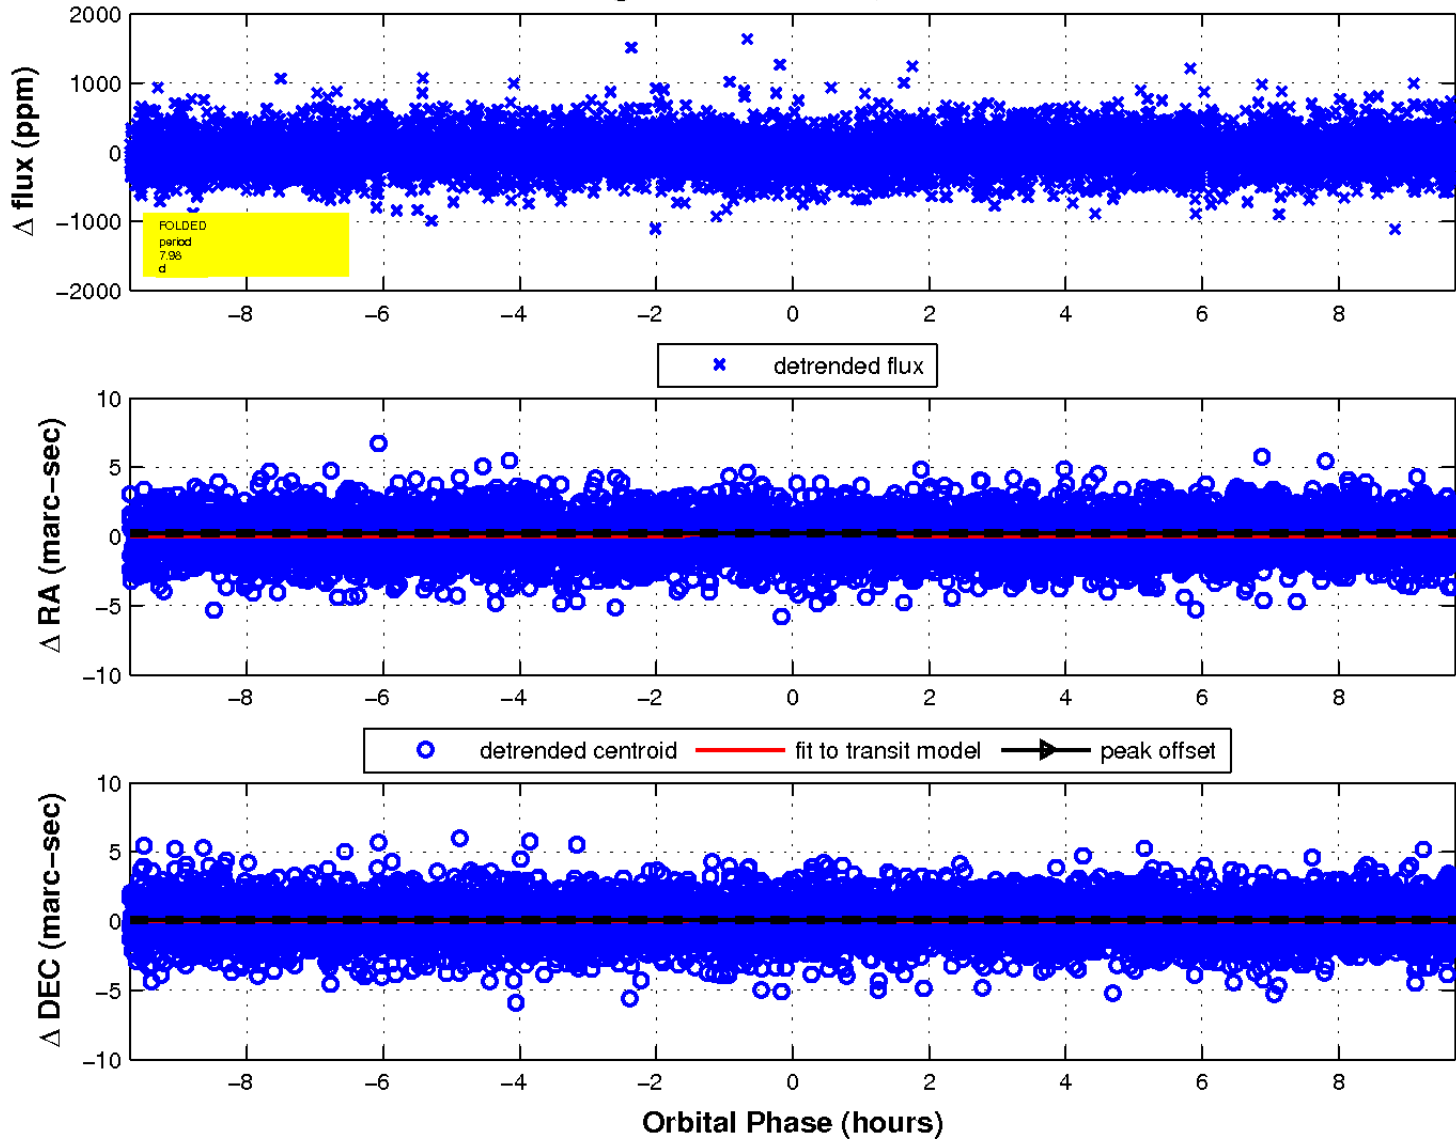 2000
1000
0
−1000
−2000
Δ flux (ppm)
FOLDED
period
7.98
d
−8 −6 −4 −2 0 2 4 6 8
detrended flux
10
5
0
−5
−10
Δ RA (marc−sec)
−8 −6 −4 −2 0 2 4 6 8
detrended centroid fit to transit model peak offset
10
5
0
−5
−10
Δ DEC (marc−sec)
−8 −6 −4 −2 0 2 4 6 8
Orbital Phase (hours)